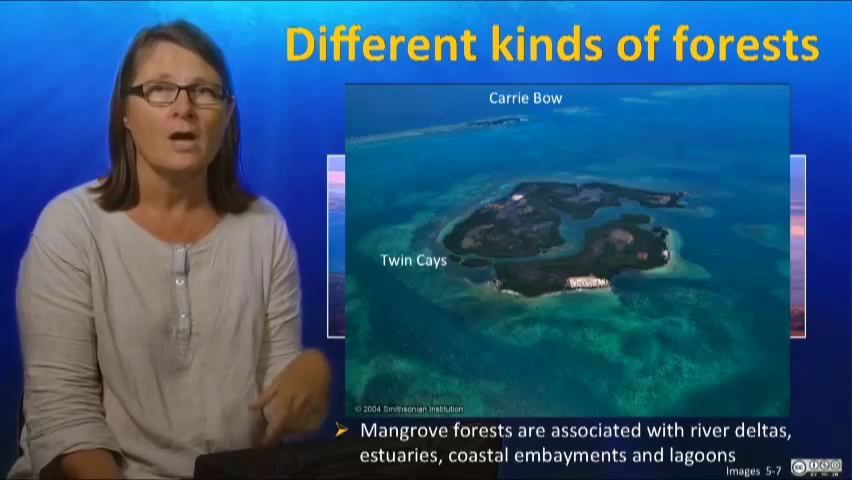 Different kinds of forests
Carrie Bow
Twin Cays
© 2004 Smithsonian Institution
Mangrove forests are associated with river deltas,
estuaries, coastal embayments and lagoons
Images 5-7